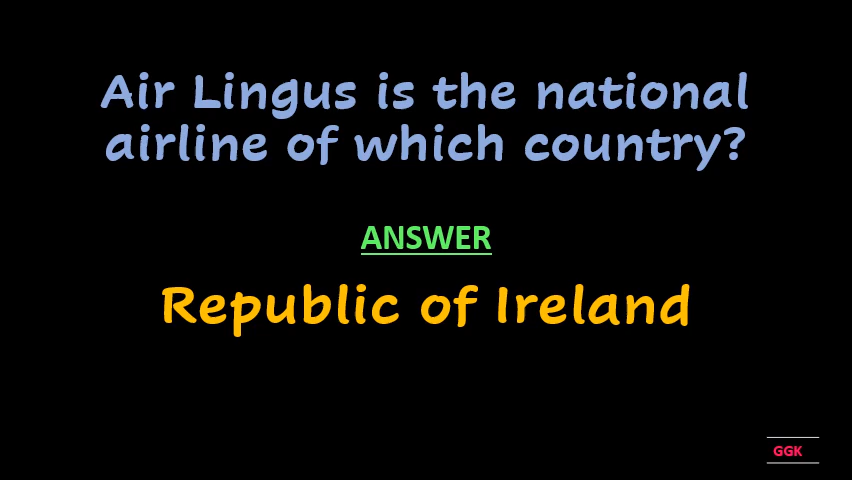 Air Lingus is the national
airline of which country?
ANSWER
Republic of Ireland
GGK